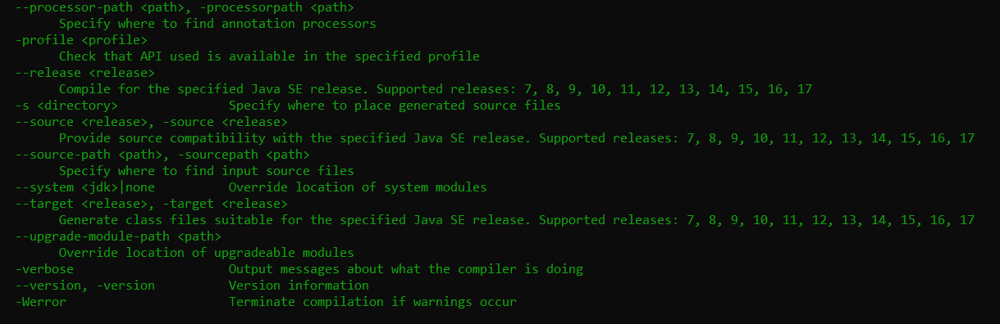 --processor-path <path>, -processorpath <path>
      Specify where to find annotation processors
-profile <profile>
      Check that API used is available in the specified profile
--release <release>
      Compile for the specified Java SE release. Supported releases: 7, 8, 9, 10, 11, 12, 13, 14, 15, 16, 17
-s <directory>               Specify where to place generated source files
--source <release>, -source <release>
      Provide source compatibility with the specified Java SE release. Supported releases: 7, 8, 9, 10, 11, 12, 13, 14, 15, 16, 17
--source-path <path>, -sourcepath <path>
      Specify where to find input source files
--system <jdk>|none          Override location of system modules
--target <release>, -target <release>
      Generate class files suitable for the specified Java SE release. Supported releases: 7, 8, 9, 10, 11, 12, 13, 14, 15, 16, 17
--upgrade-module-path <path>
      Override location of upgradeable modules
-verbose                     Output messages about what the compiler is doing
--version, -version          Version information
-Werror                      Terminate compilation if warnings occur